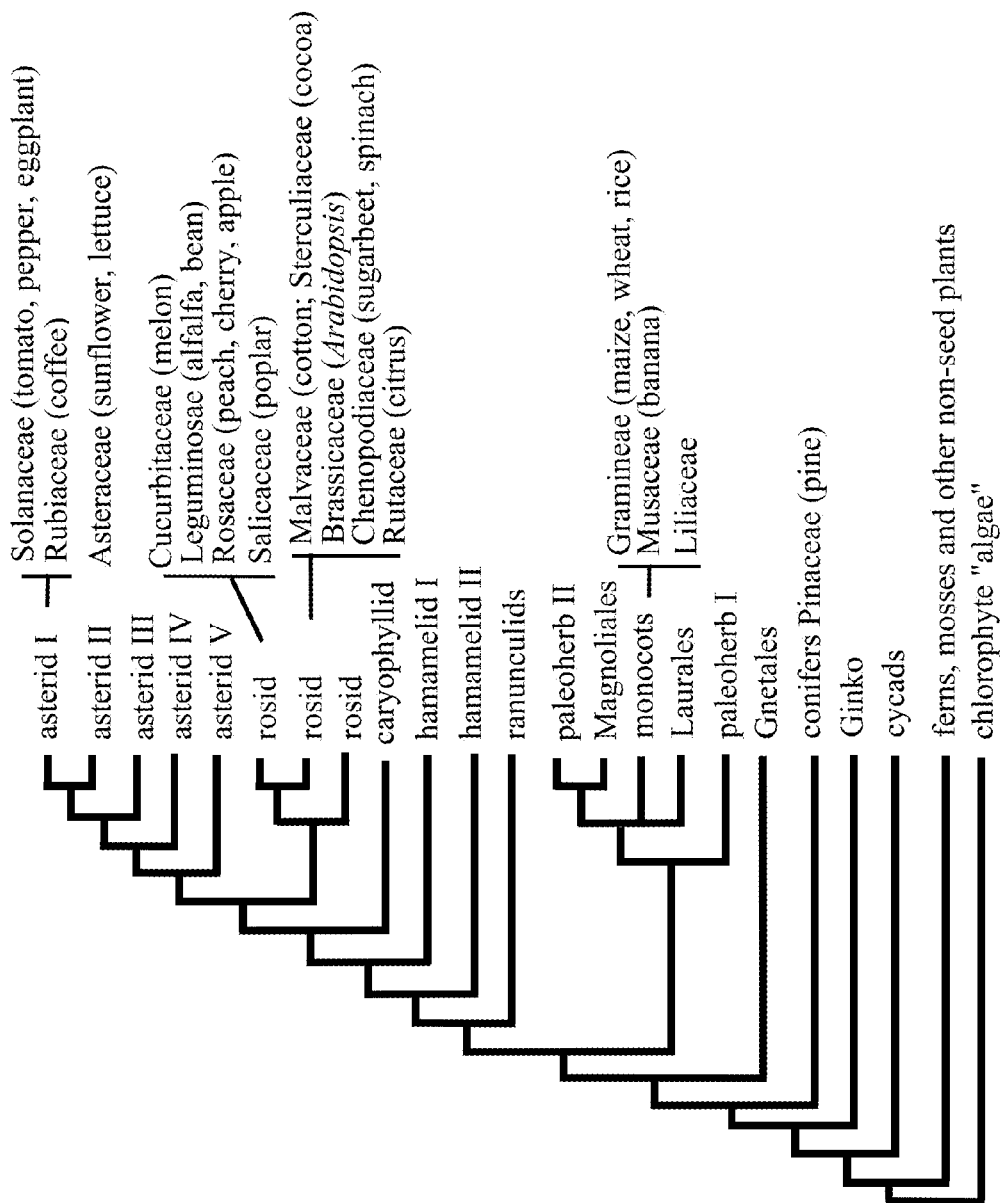 Solanaceae (tomato, pepper, eggplant)
Rubiaceae (coffee)
Asteraceae (sunflower, lettuce)
Cucurbitaceae (melon)
Leguminosae (alfalfa, bean)
Rosaceae (peach, cherry, apple)
Salicaceae (poplar)
Malvaceae (cotton; Sterculiaceae (cocoa)
Brassicaceae (Arabidopsis)
Chenopodiaceae (sugarbeet, spinach)
Rutaceae (citrus)
Gramineae (maize, wheat, rice)
Musaceae (banana)
Liliaceae
asterid I
asterid II
asterid III
asterid IV
asterid V
rosid
rosid
rosid
caryophyllid
hamamelid I
hamamelid II
ranunculids
paleoherb II
Magnoliales
monocots
Laurales
paleoherb I
Gnetales
conifers Pinaceae (pine)
Ginko
cycads
ferns, mosses and other non-seed plants
chlorophyte "algae"